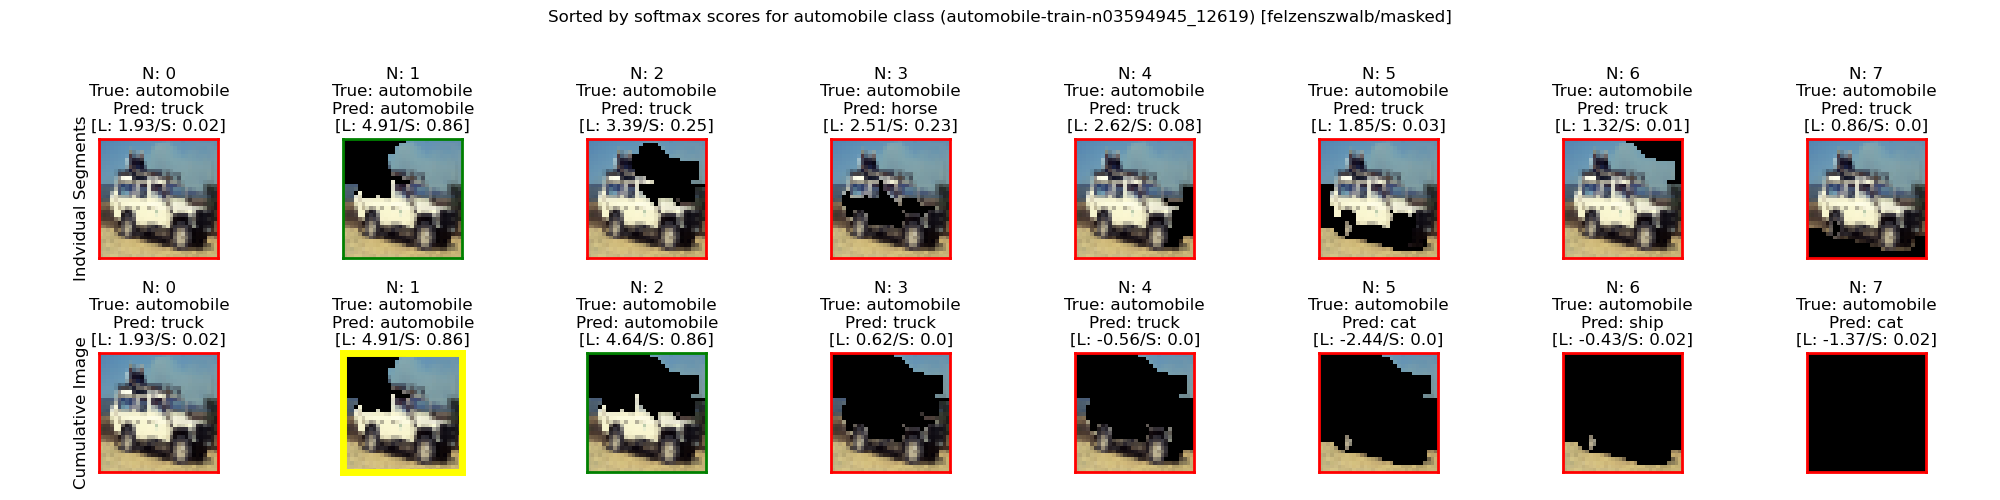 Sorted by softmax scores for automobile class (automobile-train-n03594945_12619) [felzenszwalb/masked]
Individual Segments
N: 0
True: automobile
Pred: truck
[L: 1.93/S: 0.02]
N: 1
True: automobile
Pred: automobile
[L: 4.91/S: 0.86]
N: 2
True: automobile
Pred: truck
[L: 3.39/S: 0.25]
N: 3
True: automobile
Pred: horse
[L: 2.51/S: 0.23]
N: 4
True: automobile
Pred: truck
[L: 2.62/S: 0.08]
N: 5
True: automobile
Pred: truck
[L: 1.85/S: 0.03]
N: 6
True: automobile
Pred: truck
[L: 1.32/S: 0.01]
N: 7
True: automobile
Pred: truck
[L: 0.86/S: 0.0]
Cumulative Image
N: 0
True: automobile
Pred: truck
[L: 1.93/S: 0.02]
N: 1
True: automobile
Pred: automobile
[L: 4.91/S: 0.86]
N: 2
True: automobile
Pred: automobile
[L: 4.64/S: 0.86]
N: 3
True: automobile
Pred: truck
[L: 0.62/S: 0.0]
N: 4
True: automobile
Pred: truck
[L: -0.56/S: 0.0]
N: 5
True: automobile
Pred: cat
[L: -2.44/S: 0.0]
N: 6
True: automobile
Pred: ship
[L: -0.43/S: 0.02]
N: 7
True: automobile
Pred: cat
[L: -1.37/S: 0.02]